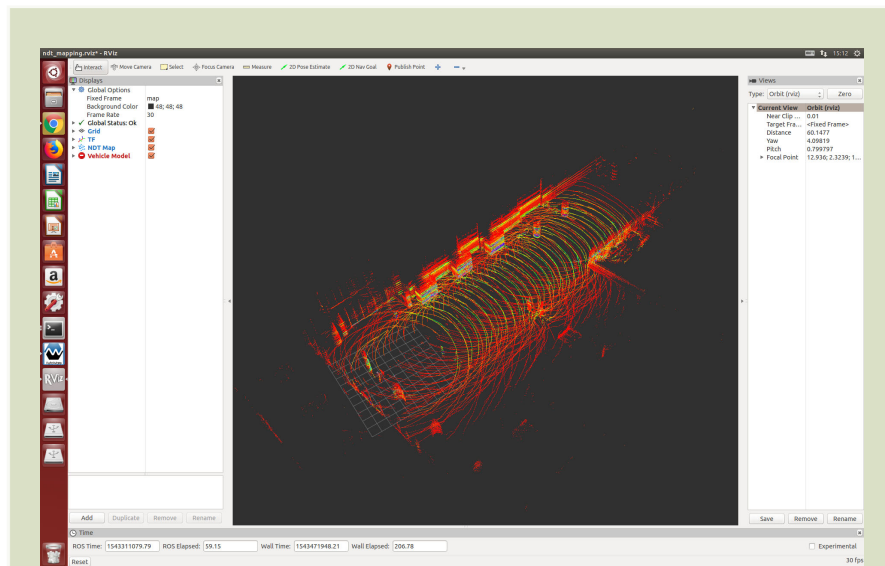 ndt_mapping.rviz* - RViz
15:12
Interact Move Camera Select Focus Camera Measure 2D Pose Estimate 2D Nav Goal Publish Point
Displays
Global Options
Fixed Frame map
Background Color 48; 48; 48
Frame Rate 30
Global Status: Ok
Grid
TF
NDT Map
Vehicle Model
Add Duplicate Remove Rename
Views
Type: Orbit (rviz) Zero
Current View Orbit (rviz)
Near Clip ... 0.01
Target Fra... <Fixed Frame>
Distance 60.1477
Yaw 4.09819
Pitch 0.799797
Focal Point 12.936; 2.3239; 1...
Save Remove Rename
RViz
Time
ROS Time: 1543311079.79 ROS Elapsed: 59.15 Wall Time: 1543471948.21 Wall Elapsed: 206.78 Experimental
Reset 30 fps